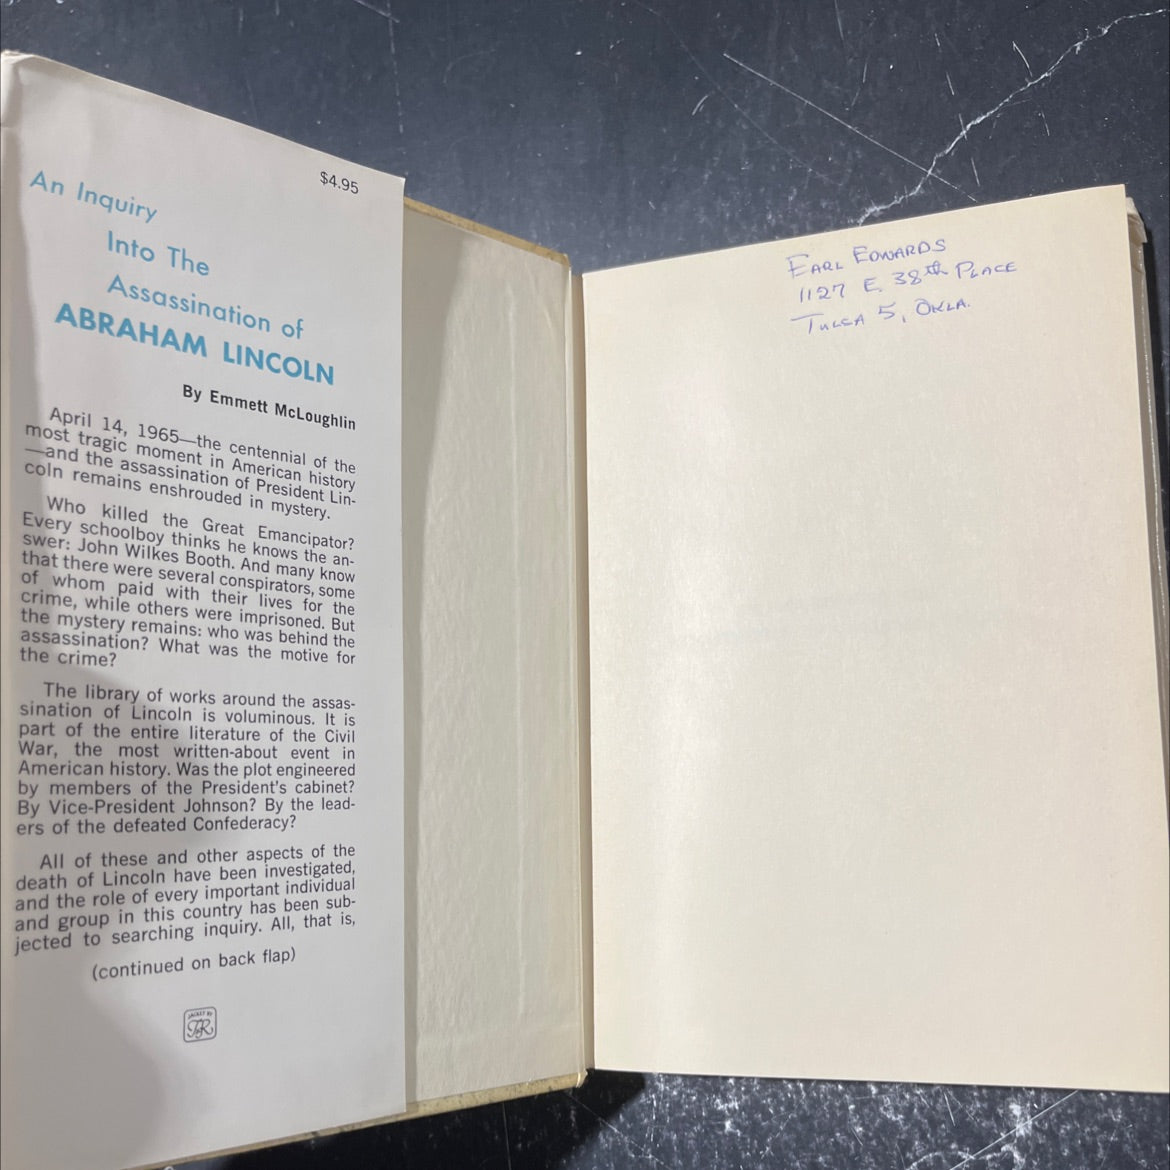 $4.95
An Inquiry
Into The
Assassination of
ABRAHAM LINCOLN
By Emmett McLoughlin
April 14, 1965—the centennial of the
most tragic moment in American history
—and the assassination of President Lin-
coln remains enshrouded in mystery.
Who killed the Great Emancipator?
Every schoolboy thinks he knows the an-
swer: John Wilkes Booth. And many know
that there were several conspirators, some
of whom paid with their lives for the
crime, while others were imprisoned. But
the mystery remains: who was behind the
assassination? What was the motive for
the crime?
The library of works around the assas-
sination of Lincoln is voluminous. It is
part of the entire literature of the Civil
War, the most written-about event in
American history. Was the plot engineered
by members of the President's cabinet?
By Vice-President Johnson? By the lead-
ers of the defeated Confederacy?
All of these and other aspects of the
death of Lincoln have been investigated,
and the role of every important individual
and group in this country has been sub-
jected to searching inquiry. All, that is,
(continued on back flap)
JACKET BY
TSR
EARL EDWARDS
1127 E. 38th PLACE
TULSA 5, OKLA.